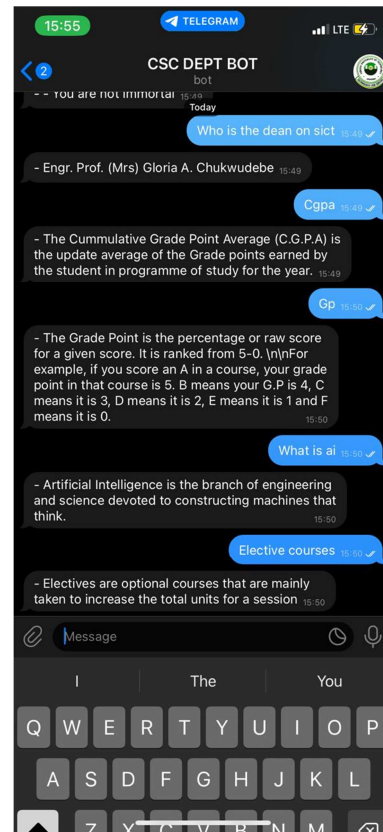 15:55
TELEGRAM
LTE
2
CSC DEPT BOT
bot
- - You are not immortal 15:49
Today
Who is the dean on sict 15:49
- Engr. Prof. (Mrs) Gloria A. Chukwudebe 15:49
Cgpa 15:49
- The Cummulative Grade Point Average (C.G.P.A) is
the update average of the Grade points earned by
the student in programme of study for the year. 15:49
Gp 15:50
- The Grade Point is the percentage or raw score
for a given score. It is ranked from 5-0. \n\nFor
example, if you score an A in a course, your grade
point in that course is 5. B means your G.P is 4, C
means it is 3, D means it is 2, E means it is 1 and F
means it is 0. 15:50
What is ai 15:50
- Artificial Intelligence is the branch of engineering
and science devoted to constructing machines that
think. 15:50
Elective courses 15:50
- Electives are optional courses that are mainly
taken to increase the total units for a session 15:50
Message
I The You
Q W E R T Y U I O P
A S D F G H J K L
Z X C V B N M